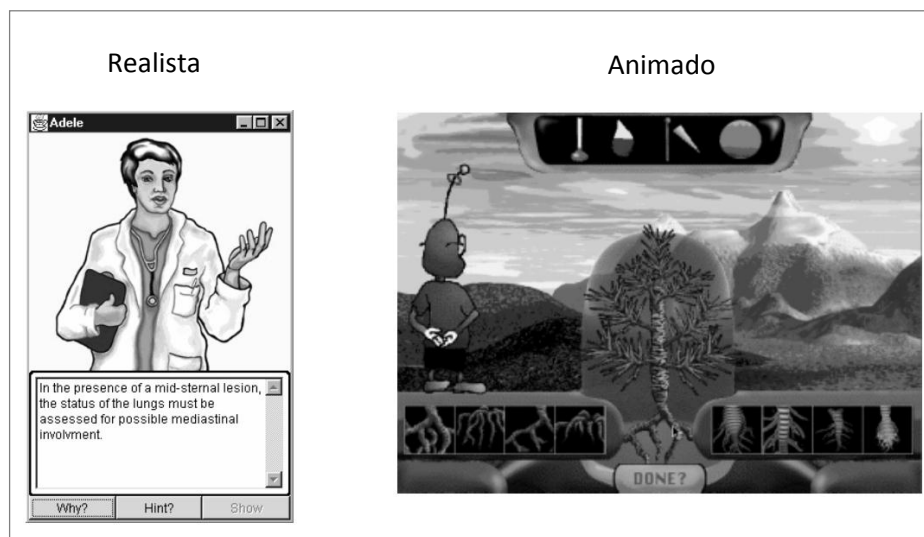 Realista
Animado
Adele
In the presence of a mid-sternal lesion,
the status of the lungs must be
assessed for possible mediastinal
involvment.
Why?
Hint?
Show
DONE?